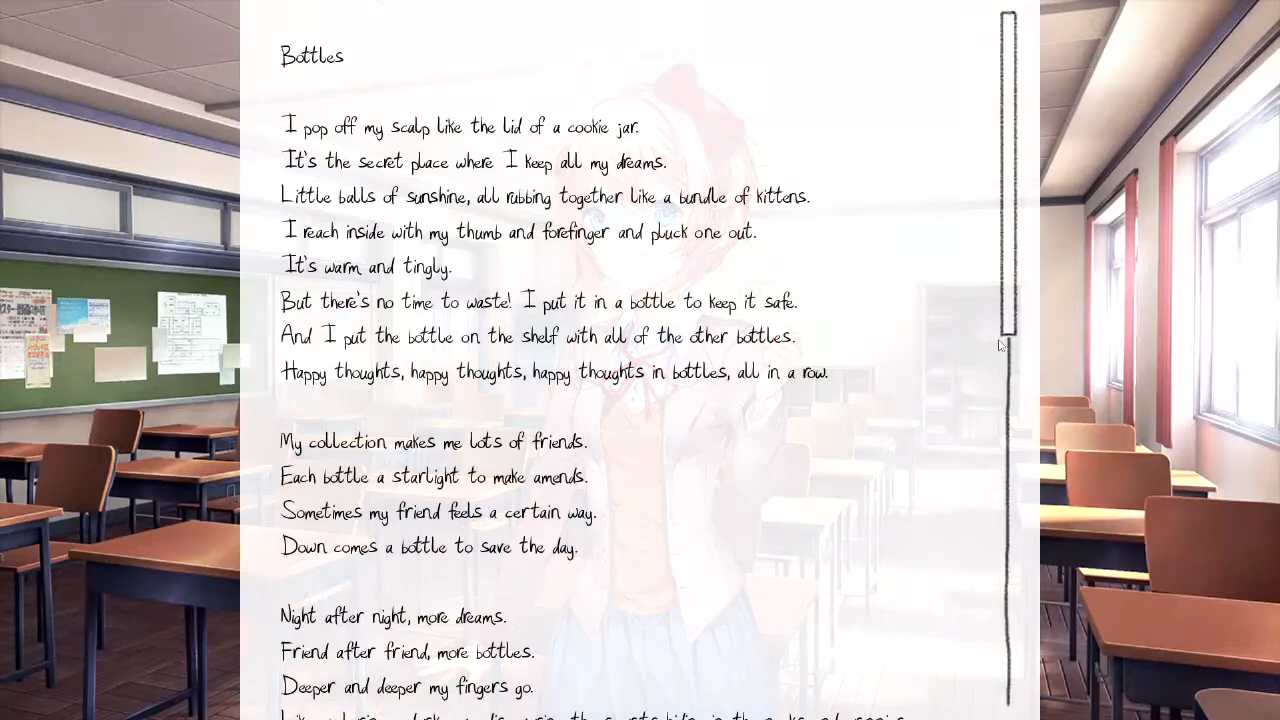 Bottles
I pop off my scalp like the lid of a cookie jar.
It's the secret place where I keep all my dreams.
Little balls of sunshine, all rubbing together like a bundle of kittens.
I reach inside with my thumb and forefinger and pluck one out.
It's warm and tingly.
But there's no time to waste! I put it in a bottle to keep it safe.
And I put the bottle on the shelf with all of the other bottles.
Happy thoughts, happy thoughts, happy thoughts in bottles, all in a row.
My collection makes me lots of friends.
Each bottle a starlight to make amends.
Sometimes my friend feels a certain way.
Down comes a bottle to save the day.
Night after night, more dreams.
Friend after friend, more bottles.
Deeper and deeper my fingers go.